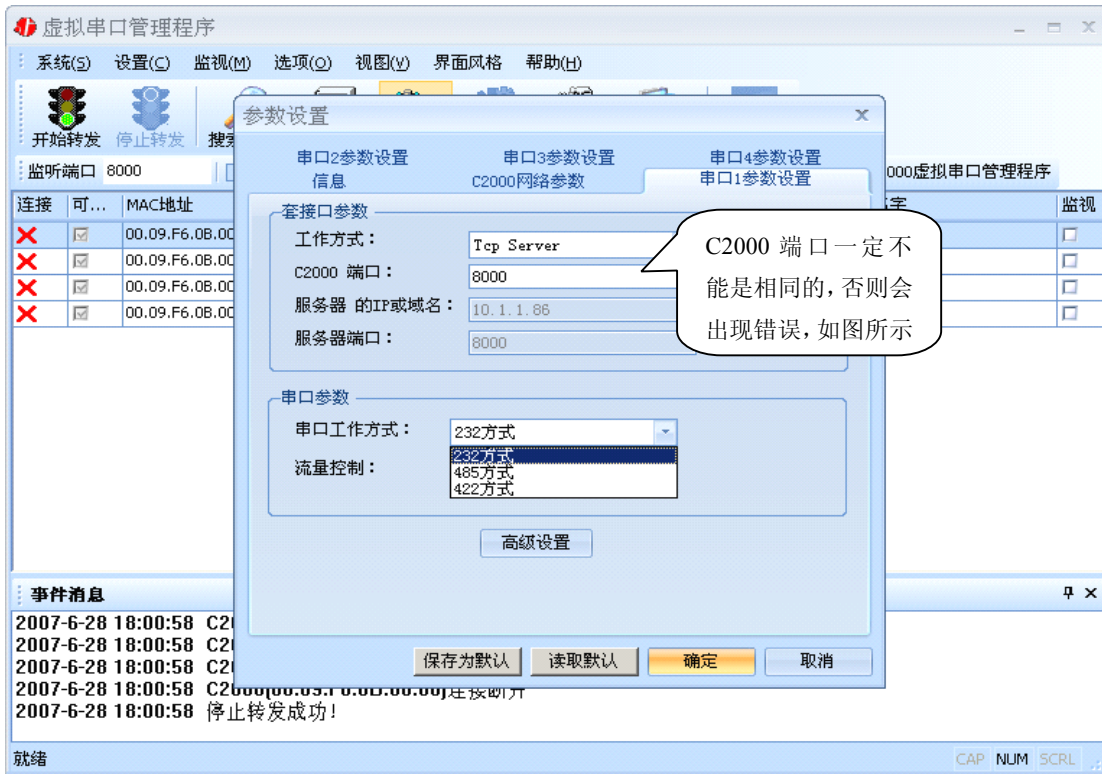 虚拟串口管理程序
系统(S) 设置(C) 监视(M) 选项(O) 视图(V) 界面风格 帮助(H)
开始转发 停止转发
监听端口 8000
000虚拟串口管理程序
连接 可... MAC地址 监视
00.09.F6.0B.00
00.09.F6.0B.00
00.09.F6.0B.00
00.09.F6.0B.00
参数设置
串口2参数设置 串口3参数设置 串口4参数设置
信息 C2000网络参数 串口1参数设置
套接口参数
工作方式： Tcp Server
C2000 端口： 8000
服务器 的IP或域名： 10.1.1.86
服务器端口： 8000
C2000 端口一定不
能是相同的，否则会
出现错误，如图所示
串口参数
串口工作方式： 232方式
232方式
485方式
422方式
流量控制：
高级设置
保存为默认 读取默认 确定 取消
事件消息
2007-6-28 18:00:58 C2
2007-6-28 18:00:58 C2
2007-6-28 18:00:58 C2
2007-6-28 18:00:58
2007-6-28 18:00:58 停止转发成功!
就绪
CAP NUM SCRL